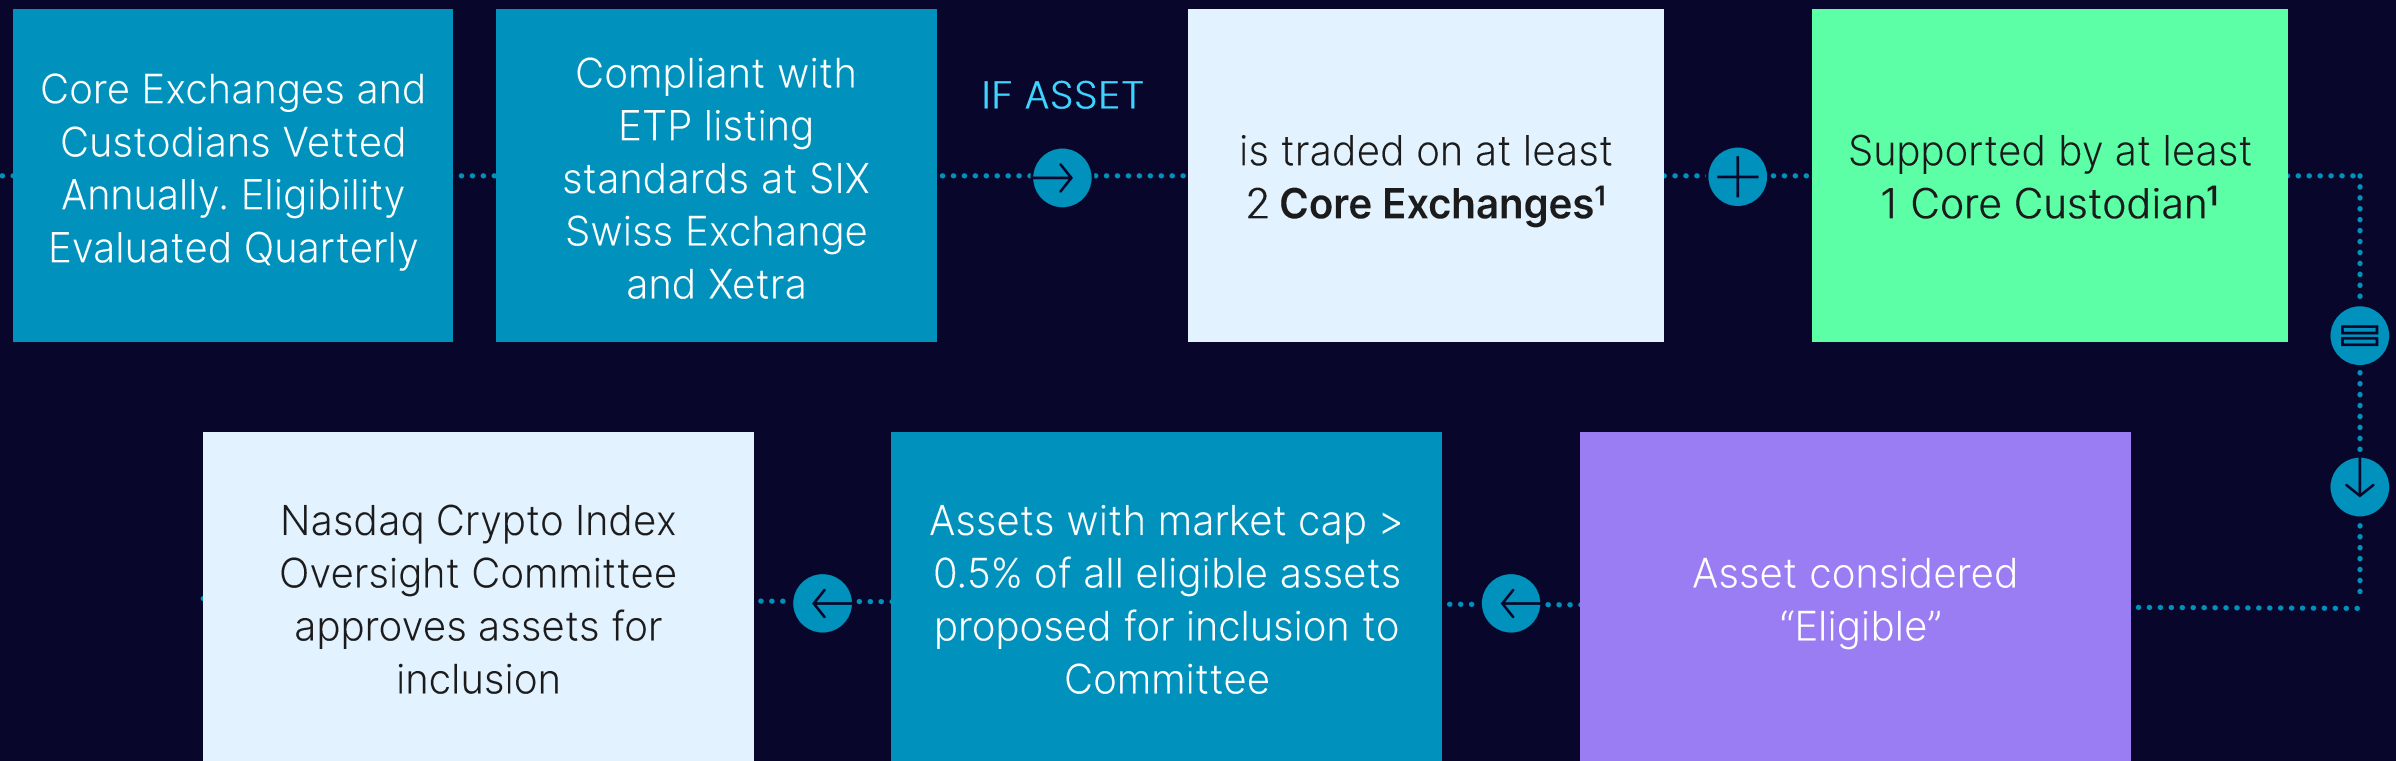 Core Exchanges and
Custodians Vetted
Annually. Eligibility
Evaluated Quarterly
Compliant with
ETP listing
standards at SIX
Swiss Exchange
and Xetra
IF ASSET
is traded on at least
2 Core Exchanges¹
Supported by at least
1 Core Custodian¹
Asset considered
“Eligible”
Assets with market cap >
0.5% of all eligible assets
proposed for inclusion to
Committee
Nasdaq Crypto Index
Oversight Committee
approves assets for
inclusion